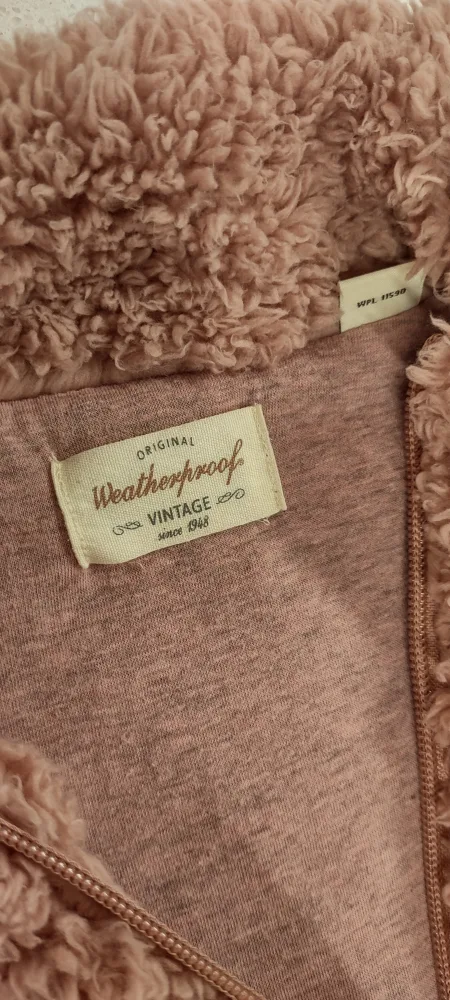 WPL 11590
ORIGINAL
Weatherproof®
VINTAGE
since 1948